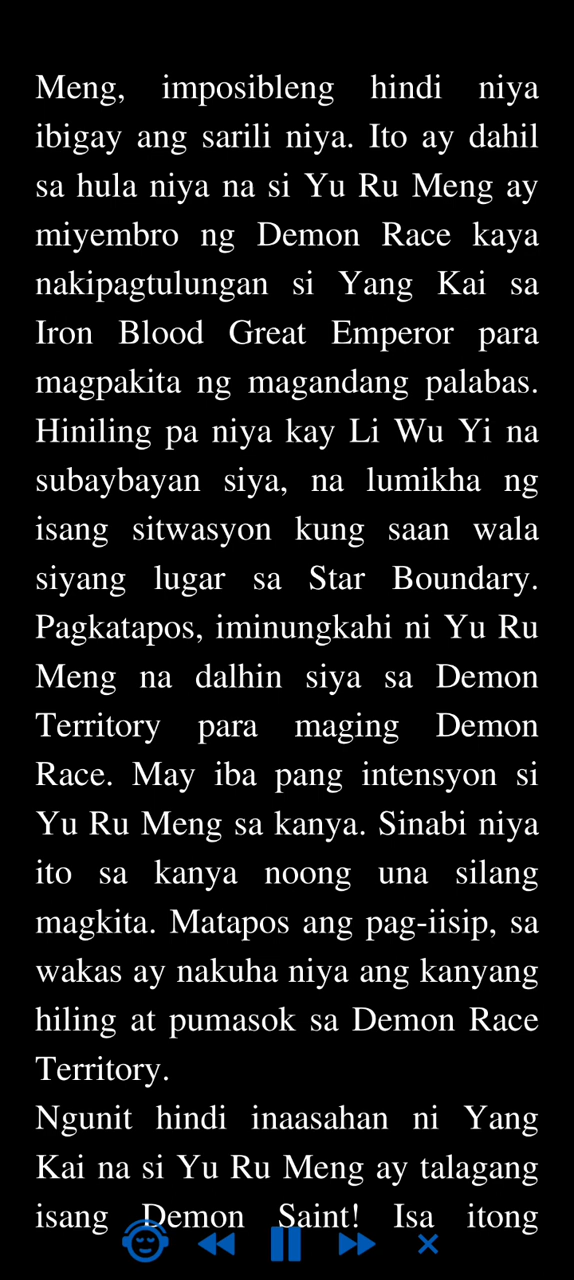 Meng, imposibleng hindi niya
ibigay ang sarili niya. Ito ay dahil
sa hula niya na si Yu Ru Meng ay
miyembro ng Demon Race kaya
nakipagtulungan si Yang Kai sa
Iron Blood Great Emperor para
magpakita ng magandang palabas.
Hiniling pa niya kay Li Wu Yi na
subaybayan siya, na lumikha ng
isang sitwasyon kung saan wala
siyang lugar sa Star Boundary.
Pagkatapos, iminungkahi ni Yu Ru
Meng na dalhin siya sa Demon
Territory para maging Demon
Race. May iba pang intensyon si
Yu Ru Meng sa kanya. Sinabi niya
ito sa kanya noong una silang
magkita. Matapos ang pag-iisip, sa
wakas ay nakuha niya ang kanyang
hiling at pumasok sa Demon Race
Territory.
Ngunit hindi inaasahan ni Yang
Kai na si Yu Ru Meng ay talagang
isang Demon Saint! Isa itong